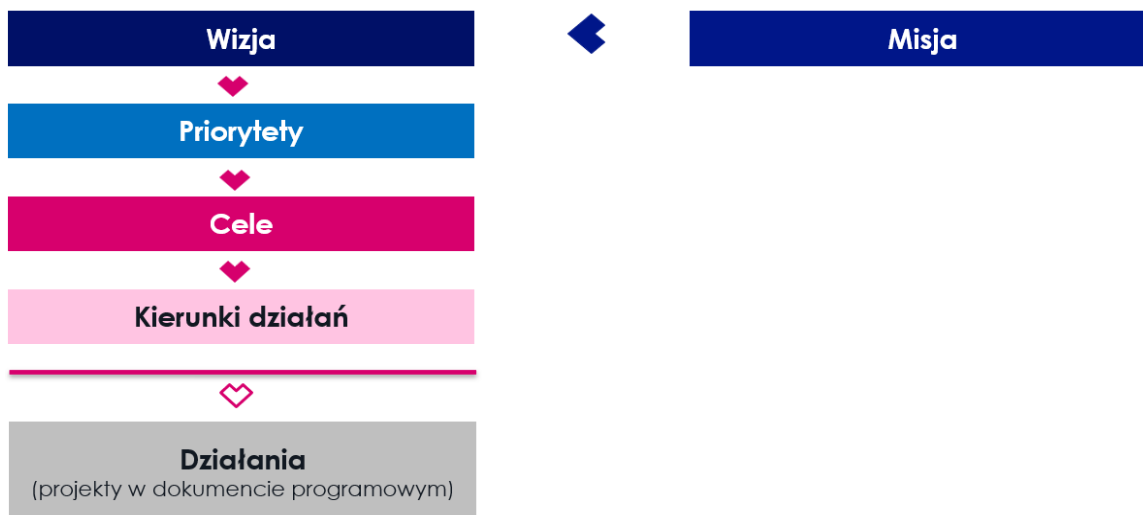 Wizja
Misja
Priorytety
Cele
Kierunki działań
Działania
(projekty w dokumencie programowym)